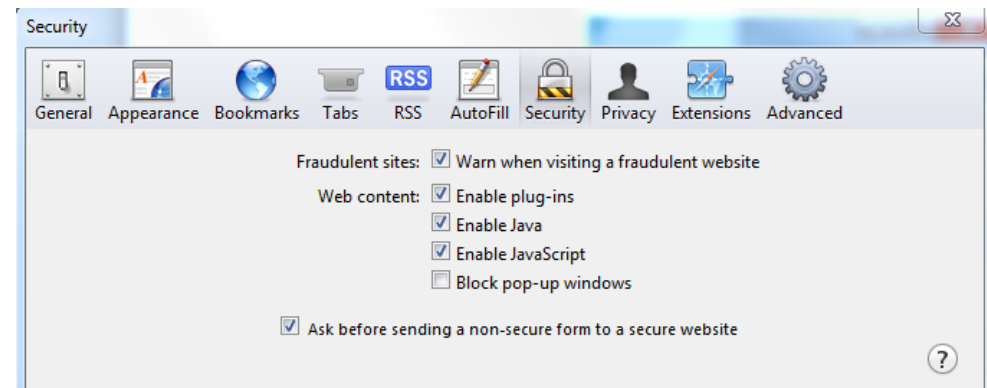 Security
RSS
General Appearance Bookmarks Tabs RSS AutoFill Security Privacy Extensions Advanced
Fraudulent sites: Warn when visiting a fraudulent website
Web content: Enable plug-ins
Enable Java
Enable JavaScript
Block pop-up windows
Ask before sending a non-secure form to a secure website
?